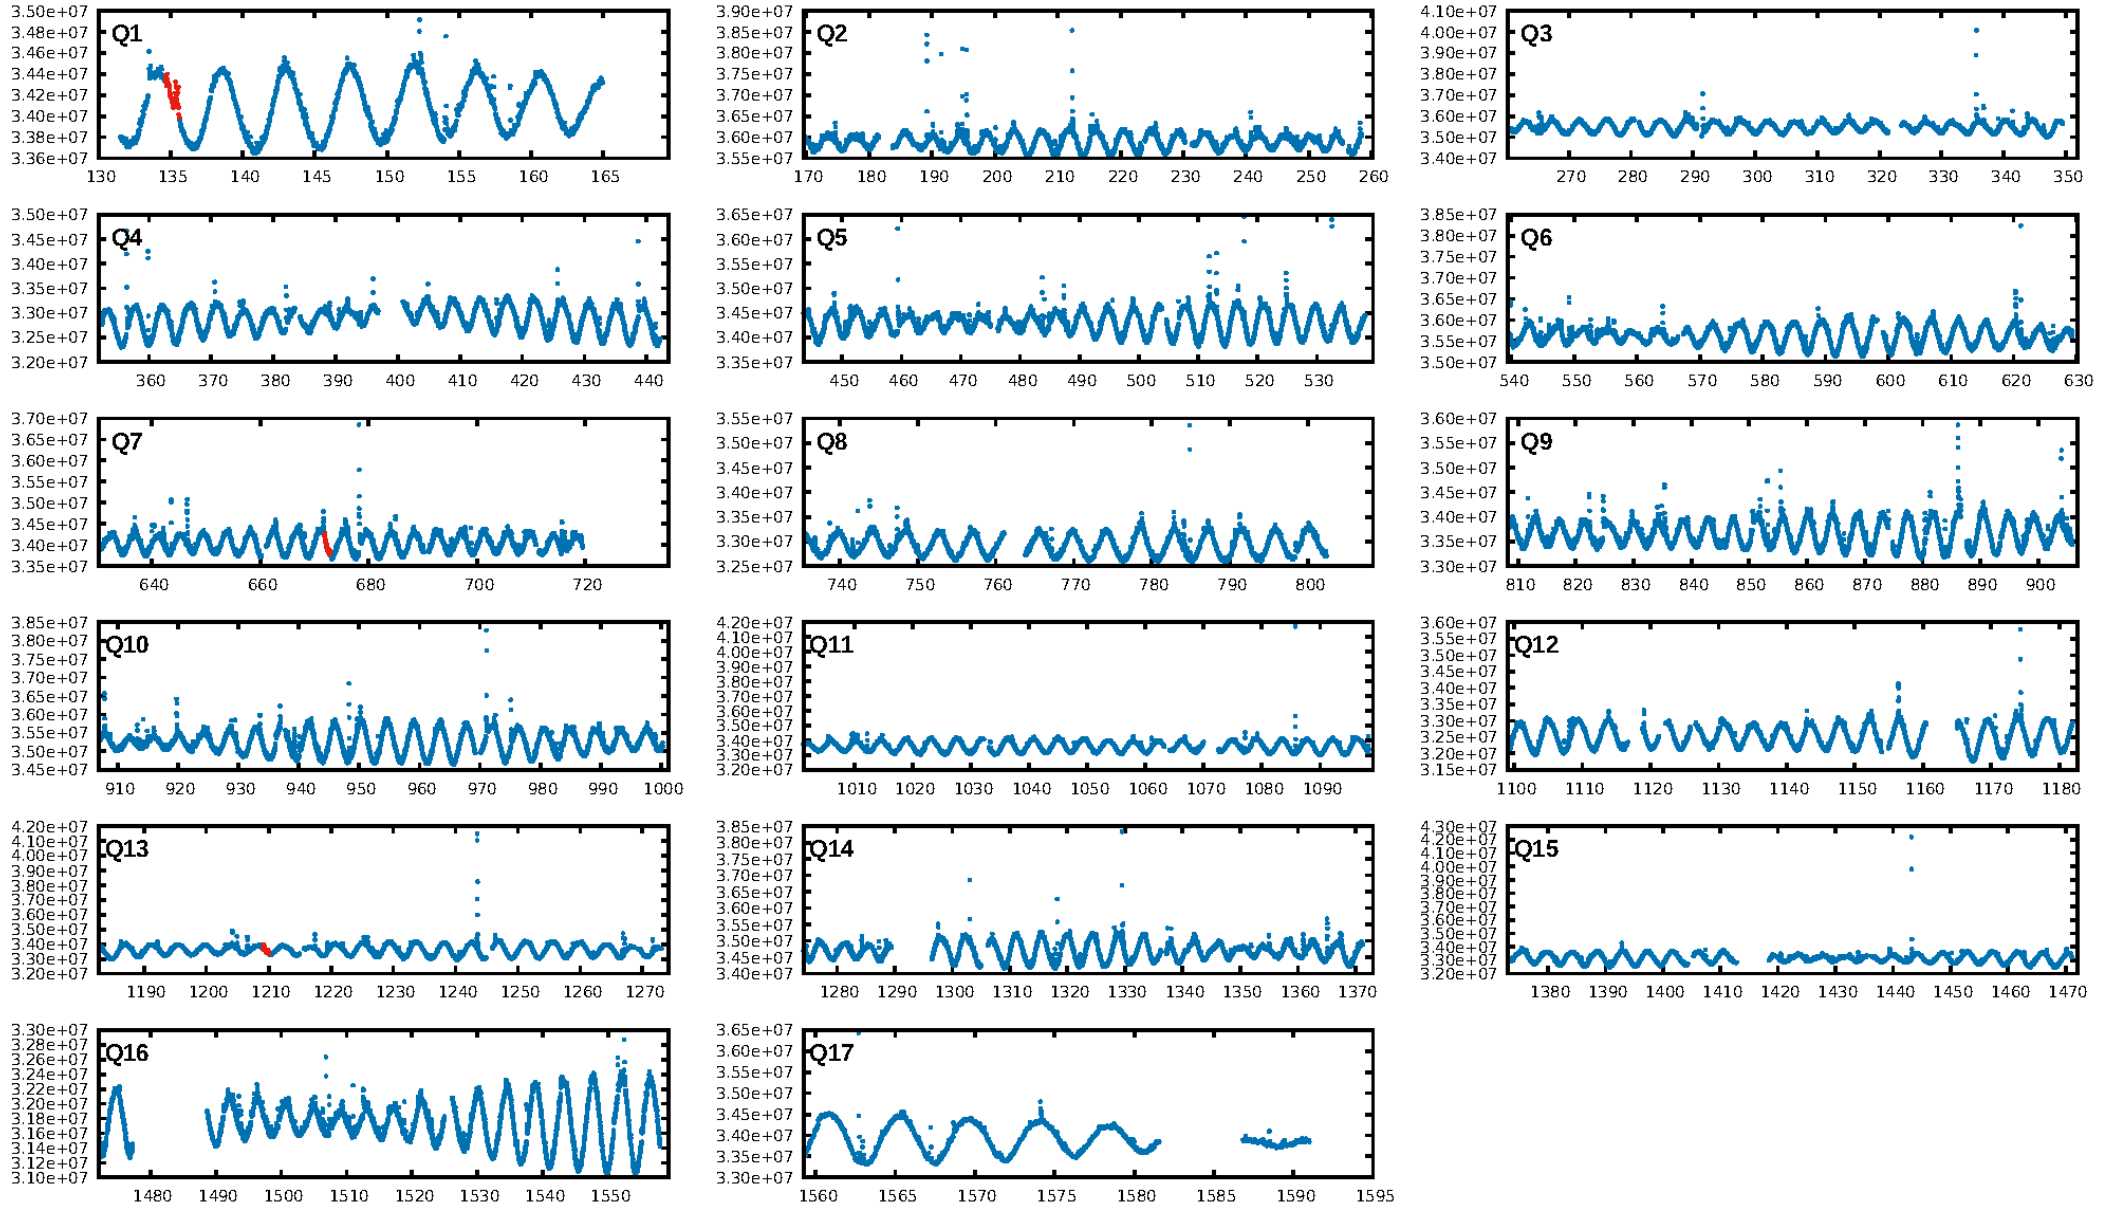 Q1
3.50e+07
3.48e+07
3.46e+07
3.44e+07
3.42e+07
3.40e+07
3.38e+07
3.36e+07
130 135 140 145 150 155 160 165
Q2
3.90e+07
3.85e+07
3.80e+07
3.75e+07
3.70e+07
3.65e+07
3.60e+07
3.55e+07
170 180 190 200 210 220 230 240 250 260
Q3
4.10e+07
4.00e+07
3.90e+07
3.80e+07
3.70e+07
3.60e+07
3.50e+07
3.40e+07
270 280 290 300 310 320 330 340 350
Q4
3.50e+07
3.45e+07
3.40e+07
3.35e+07
3.30e+07
3.25e+07
3.20e+07
360 370 380 390 400 410 420 430 440
Q5
3.65e+07
3.60e+07
3.55e+07
3.50e+07
3.45e+07
3.40e+07
3.35e+07
450 460 470 480 490 500 510 520 530
Q6
3.85e+07
3.80e+07
3.75e+07
3.70e+07
3.65e+07
3.60e+07
3.55e+07
3.50e+07
540 550 560 570 580 590 600 610 620 630
Q7
3.70e+07
3.65e+07
3.60e+07
3.55e+07
3.50e+07
3.45e+07
3.40e+07
3.35e+07
640 660 680 700 720
Q8
3.55e+07
3.50e+07
3.45e+07
3.40e+07
3.35e+07
3.30e+07
3.25e+07
740 750 760 770 780 790 800
Q9
3.60e+07
3.55e+07
3.50e+07
3.45e+07
3.40e+07
3.35e+07
3.30e+07
810 820 830 840 850 860 870 880 890 900
Q10
3.85e+07
3.80e+07
3.75e+07
3.70e+07
3.65e+07
3.60e+07
3.55e+07
3.50e+07
3.45e+07
910 920 930 940 950 960 970 980 990 1000
Q11
4.20e+07
4.10e+07
4.00e+07
3.90e+07
3.80e+07
3.70e+07
3.60e+07
3.50e+07
3.40e+07
3.30e+07
3.20e+07
1010 1020 1030 1040 1050 1060 1070 1080 1090
Q12
3.60e+07
3.55e+07
3.50e+07
3.45e+07
3.40e+07
3.35e+07
3.30e+07
3.25e+07
3.20e+07
3.15e+07
1100 1110 1120 1130 1140 1150 1160 1170 1180
Q13
4.20e+07
4.10e+07
4.00e+07
3.90e+07
3.80e+07
3.70e+07
3.60e+07
3.50e+07
3.40e+07
3.30e+07
3.20e+07
1190 1200 1210 1220 1230 1240 1250 1260 1270
Q14
3.85e+07
3.80e+07
3.75e+07
3.70e+07
3.65e+07
3.60e+07
3.55e+07
3.50e+07
3.45e+07
3.40e+07
1280 1290 1300 1310 1320 1330 1340 1350 1360 1370
Q15
4.30e+07
4.20e+07
4.10e+07
4.00e+07
3.90e+07
3.80e+07
3.70e+07
3.60e+07
3.50e+07
3.40e+07
3.30e+07
3.20e+07
1380 1390 1400 1410 1420 1430 1440 1450 1460 1470
Q16
3.30e+07
3.28e+07
3.26e+07
3.24e+07
3.22e+07
3.20e+07
3.18e+07
3.16e+07
3.14e+07
3.12e+07
3.10e+07
1480 1490 1500 1510 1520 1530 1540 1550
Q17
3.65e+07
3.60e+07
3.55e+07
3.50e+07
3.45e+07
3.40e+07
3.35e+07
3.30e+07
1560 1565 1570 1575 1580 1585 1590 1595